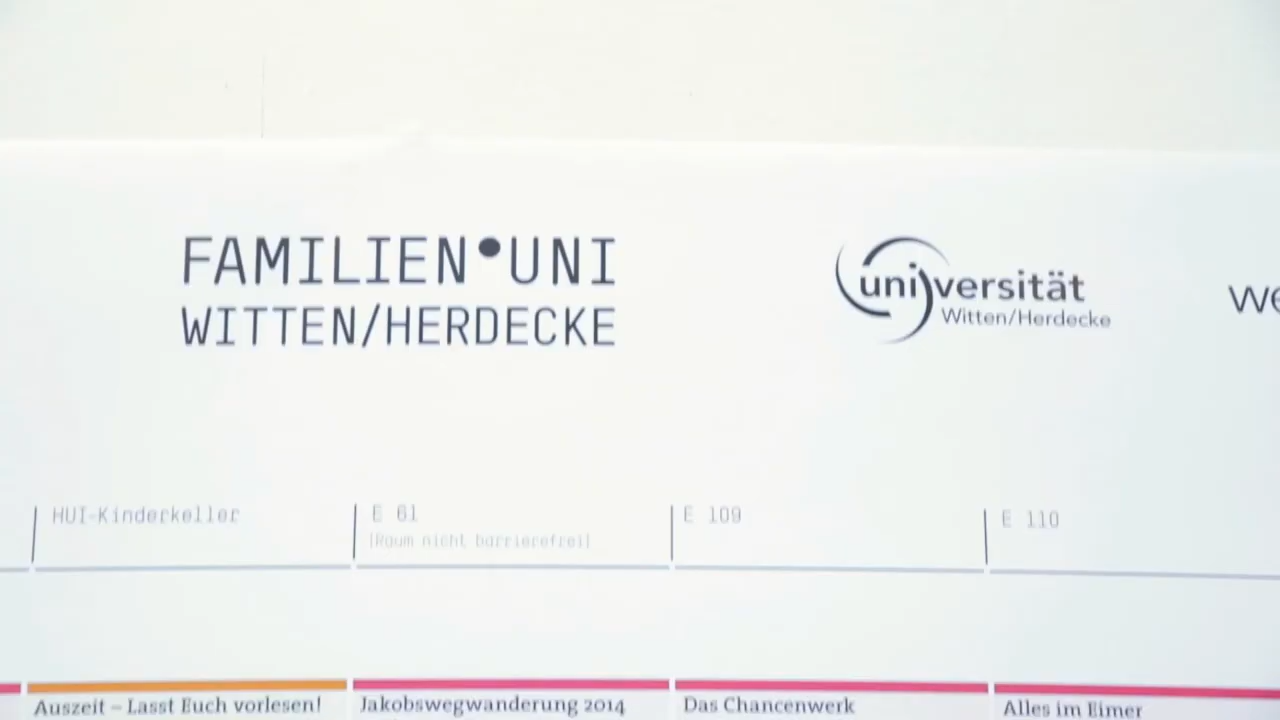 FAMILIEN•UNI
WITTEN/HERDECKE
universität
Witten/Herdecke
HUI-Kinderkeller
E 61
(Raum nicht barrierefrei)
E 109
E 110
Auszeit – Lasst Euch vorlesen!
Jakobswegwanderung 2014
Das Chancenwerk
Alles im Eimer